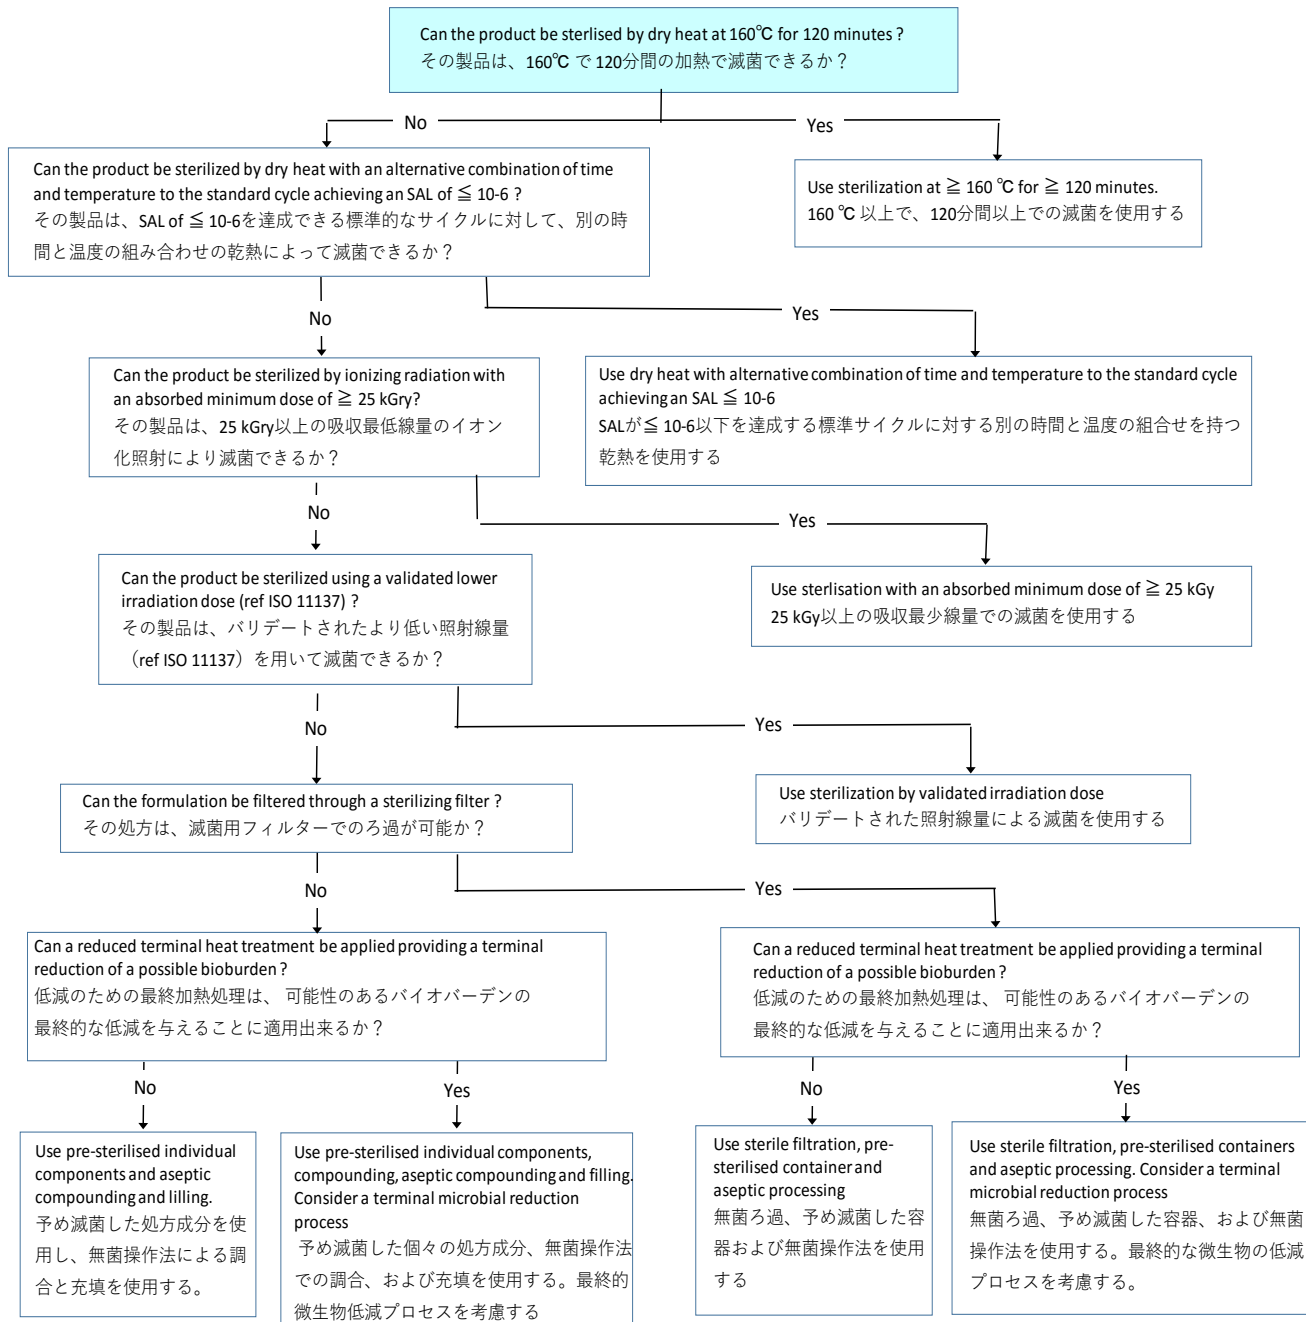 Can the product be sterlised by dry heat at 160℃ for 120 minutes ?
その製品は、160℃ で 120分間の加熱で滅菌できるか？
No
Yes
Can the product be sterilized by dry heat with an alternative combination of time
and temperature to the standard cycle achieving an SAL of ≦ 10-6 ?
その製品は、SAL of ≦ 10-6を達成できる標準的なサイクルに対して、別の時
間と温度の組み合わせの乾熱によって滅菌できるか？
Use sterilization at ≧ 160 ℃ for ≧ 120 minutes.
160 ℃ 以上で、120分間以上での滅菌を使用する
No
Yes
Can the product be sterilized by ionizing radiation with
an absorbed minimum dose of ≧ 25 kGry?
その製品は、25 kGry以上の吸収最低線量のイオン
化照射により滅菌できるか？
Use dry heat with alternative combination of time and temperature to the standard cycle
achieving an SAL ≦ 10-6
SALが ≦ 10-6以下を達成する標準サイクルに対する別の時間と温度の組合せを持つ
乾熱を使用する
No
Yes
Can the product be sterilized using a validated lower
irradiation dose (ref ISO 11137) ?
その製品は、バリデートされたより低い照射線量
（ref ISO 11137）を用いて滅菌できるか？
Use sterlisation with an absorbed minimum dose of ≧ 25 kGy
25 kGy以上の吸収最少線量での滅菌を使用する
No
Yes
Can the formulation be filtered through a sterilizing filter ?
その処方は、滅菌用フィルターでのろ過が可能か？
Use sterilization by validated irradiation dose
バリデートされた照射線量による滅菌を使用する
No
Yes
Can a reduced terminal heat treatment be applied providing a terminal
reduction of a possible bioburden ?
低減のための最終加熱処理は、 可能性のあるバイオバーデンの
最終的な低減を与えることに適用出来るか？
Can a reduced terminal heat treatment be applied providing a terminal
reduction of a possible bioburden ?
低減のための最終加熱処理は、 可能性のあるバイオバーデンの
最終的な低減を与えることに適用出来るか？
No
Yes
No
Yes
Use pre-sterilised individual
components and aseptic
compounding and lilling.
予め滅菌した処方成分を使
用し、無菌操作法による調
合と充填を使用する。
Use pre-sterilised individual components,
compounding, aseptic compounding and filling.
Consider a terminal microbial reduction
process
予め滅菌した個々の処方成分、無菌操作法
での調合、および充填を使用する。最終的
微生物低減プロセスを考慮する
Use sterile filtration, pre-
sterilised container and
aseptic processing
無菌ろ過、予め滅菌した容
器および無菌操作法を使用
する
Use sterile filtration, pre-sterilised containers
and aseptic processing. Consider a terminal
microbial reduction process
無菌ろ過、予め滅菌した容器、および無菌
操作法を使用する。最終的な微生物の低減
プロセスを考慮する。